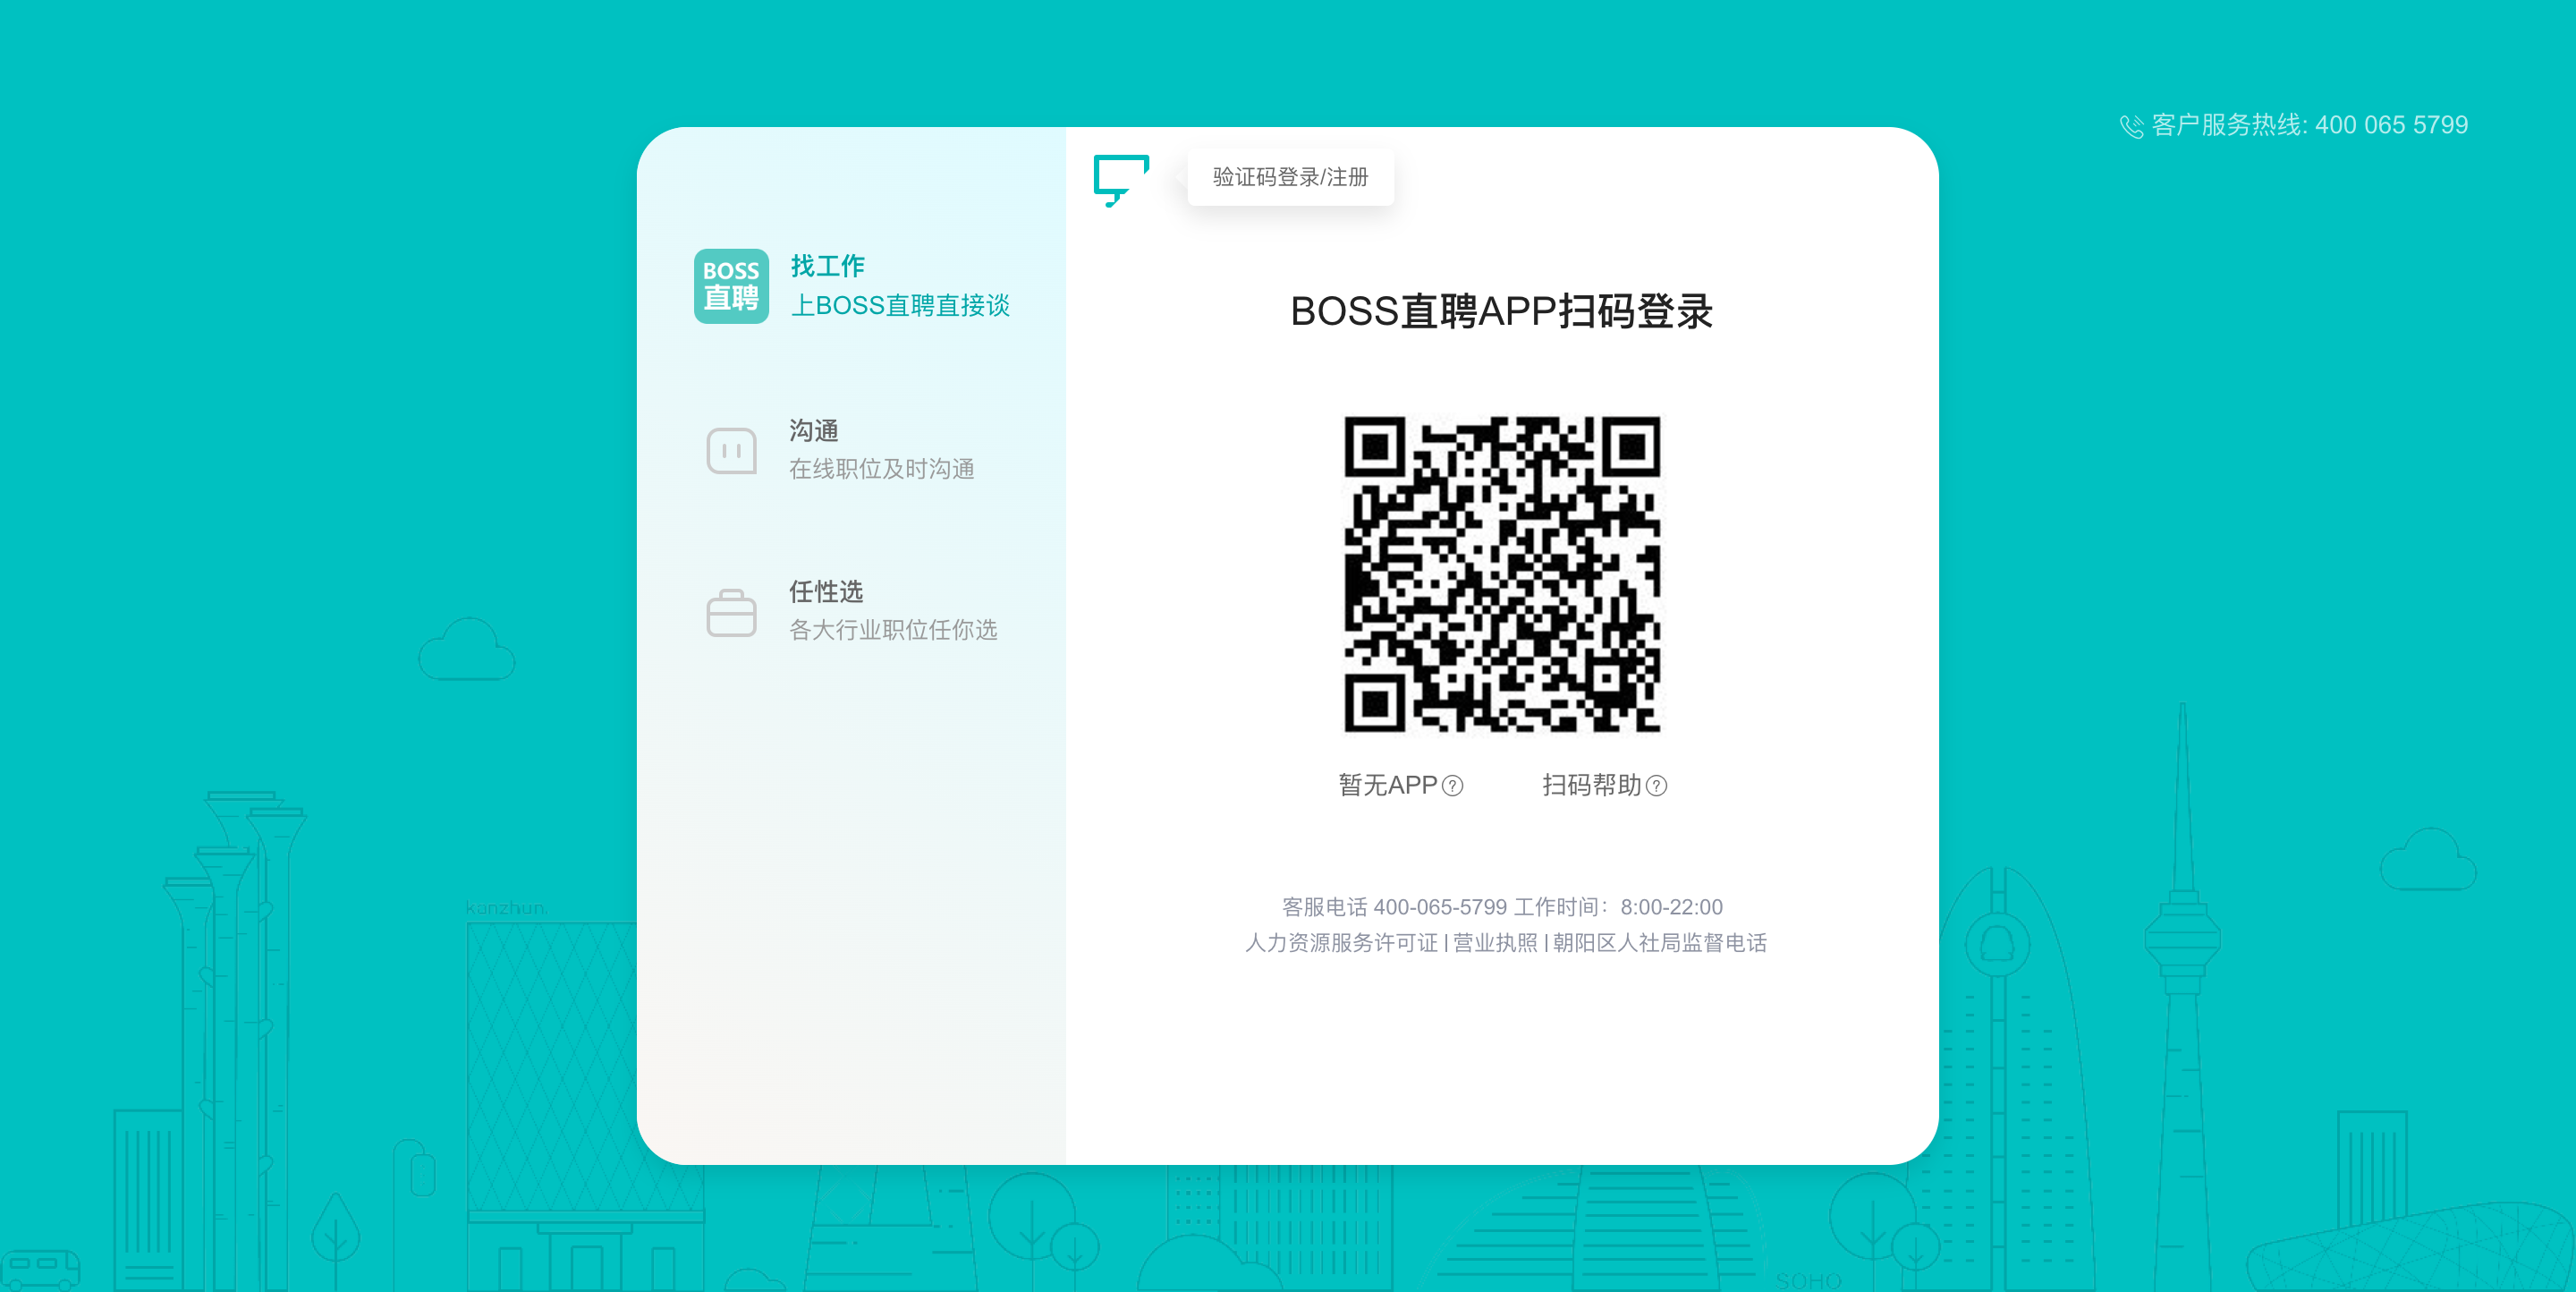 客户服务热线: 400 065 5799
验证码登录/注册
BOSS
直聘
找工作
上BOSS直聘直接谈
沟通
在线职位及时沟通
任性选
各大行业职位任你选
BOSS直聘APP扫码登录
暂无APP
扫码帮助
客服电话 400-065-5799 工作时间：8:00-22:00
人力资源服务许可证 | 营业执照 | 朝阳区人社局监督电话
kanzhun.
SOHO